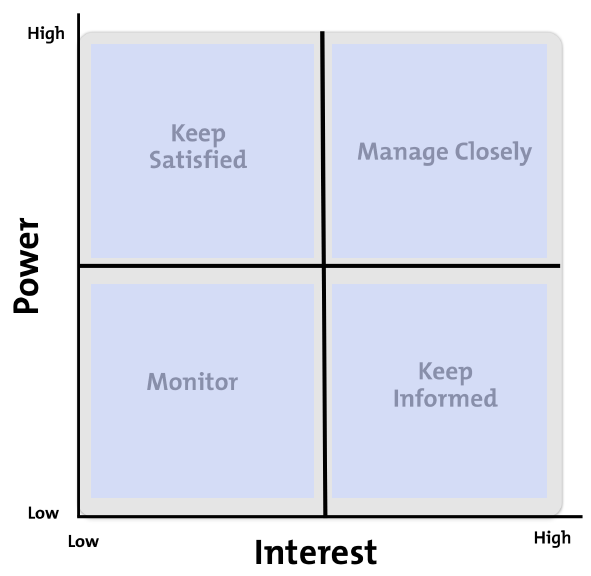 High
Keep
Satisfied
Manage Closely
Power
Monitor
Keep
Informed
Low
Low
High
Interest